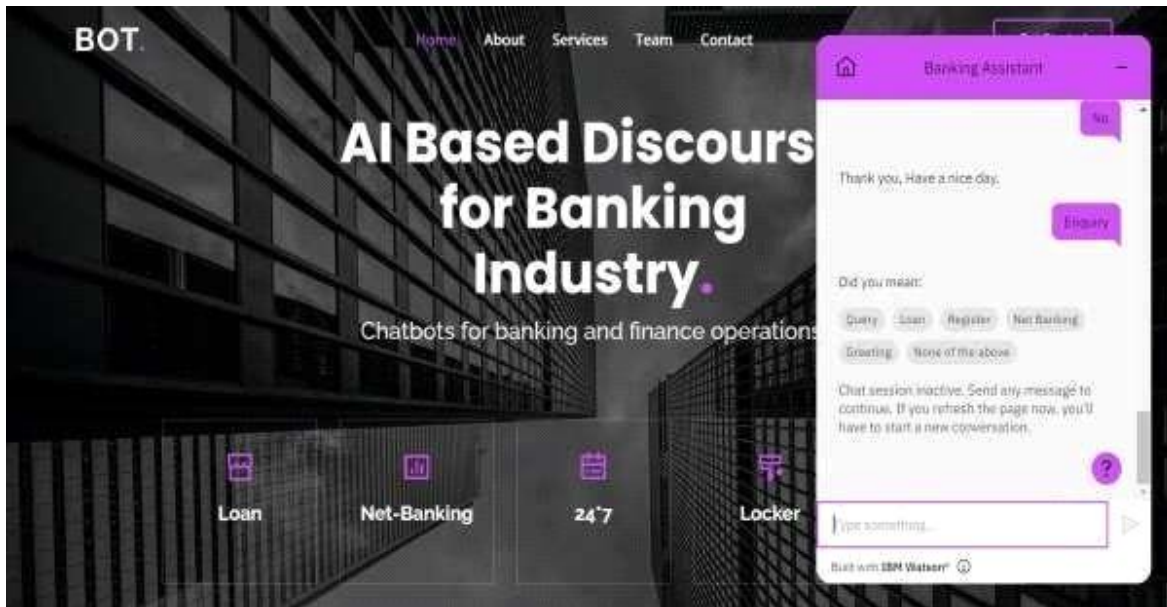 BOT.
Home About Services Team Contact
AI Based Discours
for Banking
Industry.
Chatbots for banking and finance operations
Loan
Net-Banking
24*7
Locker
Banking Assistant
No
Thank you, Have a nice day.
Enquiry
Did you mean:
Query Loan Register Net Banking
Greeting None of the above
Chat session inactive. Send any message to
continue. If you refresh the page now, you'll
have to start a new conversation.
?
Type something...
Built with IBM Watson®